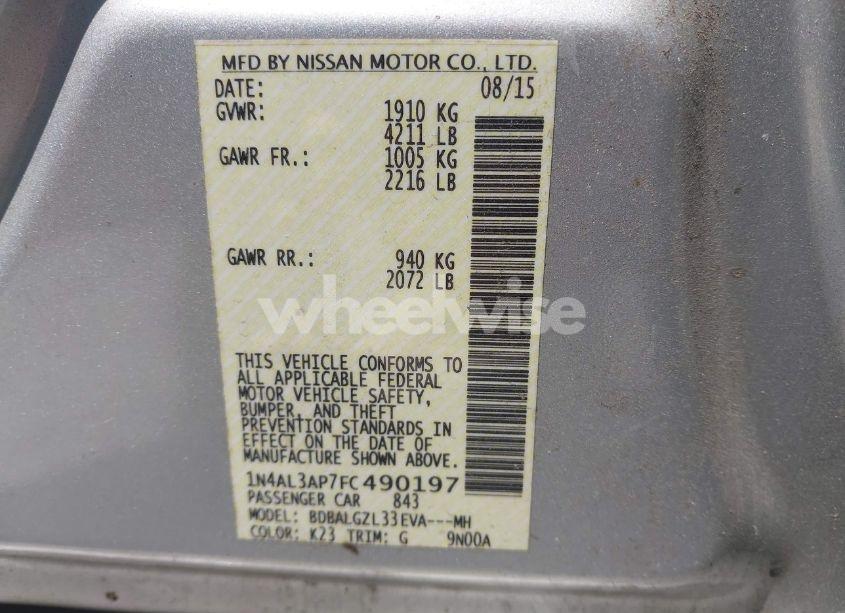 MFD BY NISSAN MOTOR CO., LTD.
DATE: 08/15
GVWR: 1910 KG
4211 LB
GAWR FR.: 1005 KG
2216 LB
GAWR RR.: 940 KG
2072 LB
wheelwise
THIS VEHICLE CONFORMS TO
ALL APPLICABLE FEDERAL
MOTOR VEHICLE SAFETY,
BUMPER, AND THEFT
PREVENTION STANDARDS IN
EFFECT ON THE DATE OF
MANUFACTURE SHOWN ABOVE.
1N4AL3AP7FC490197
PASSENGER CAR 843
MODEL: BDBALGZL33EVA---MH
COLOR: K23 TRIM: G 9N00A